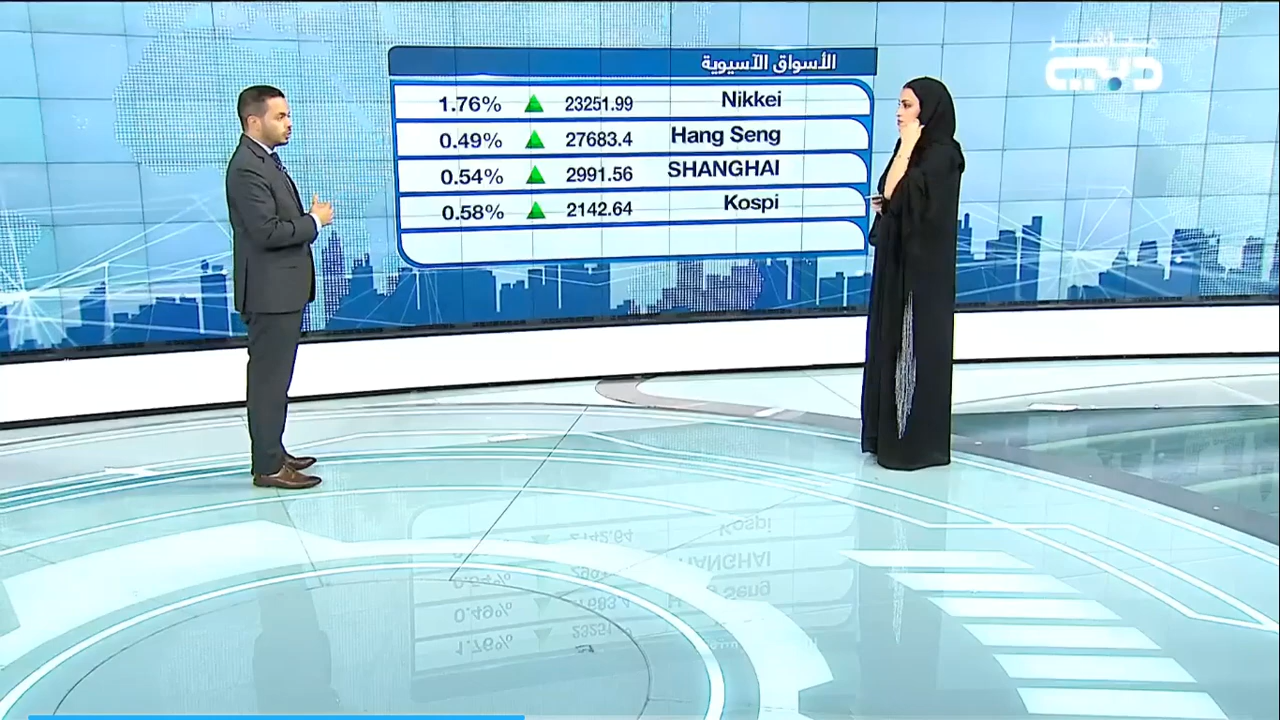 مباشر
دبي
الأسواق الآسيوية
Nikkei 23251.99 ▲ 1.76%
Hang Seng 27683.4 ▲ 0.49%
SHANGHAI 2991.56 ▲ 0.54%
Kospi 2142.64 ▲ 0.58%